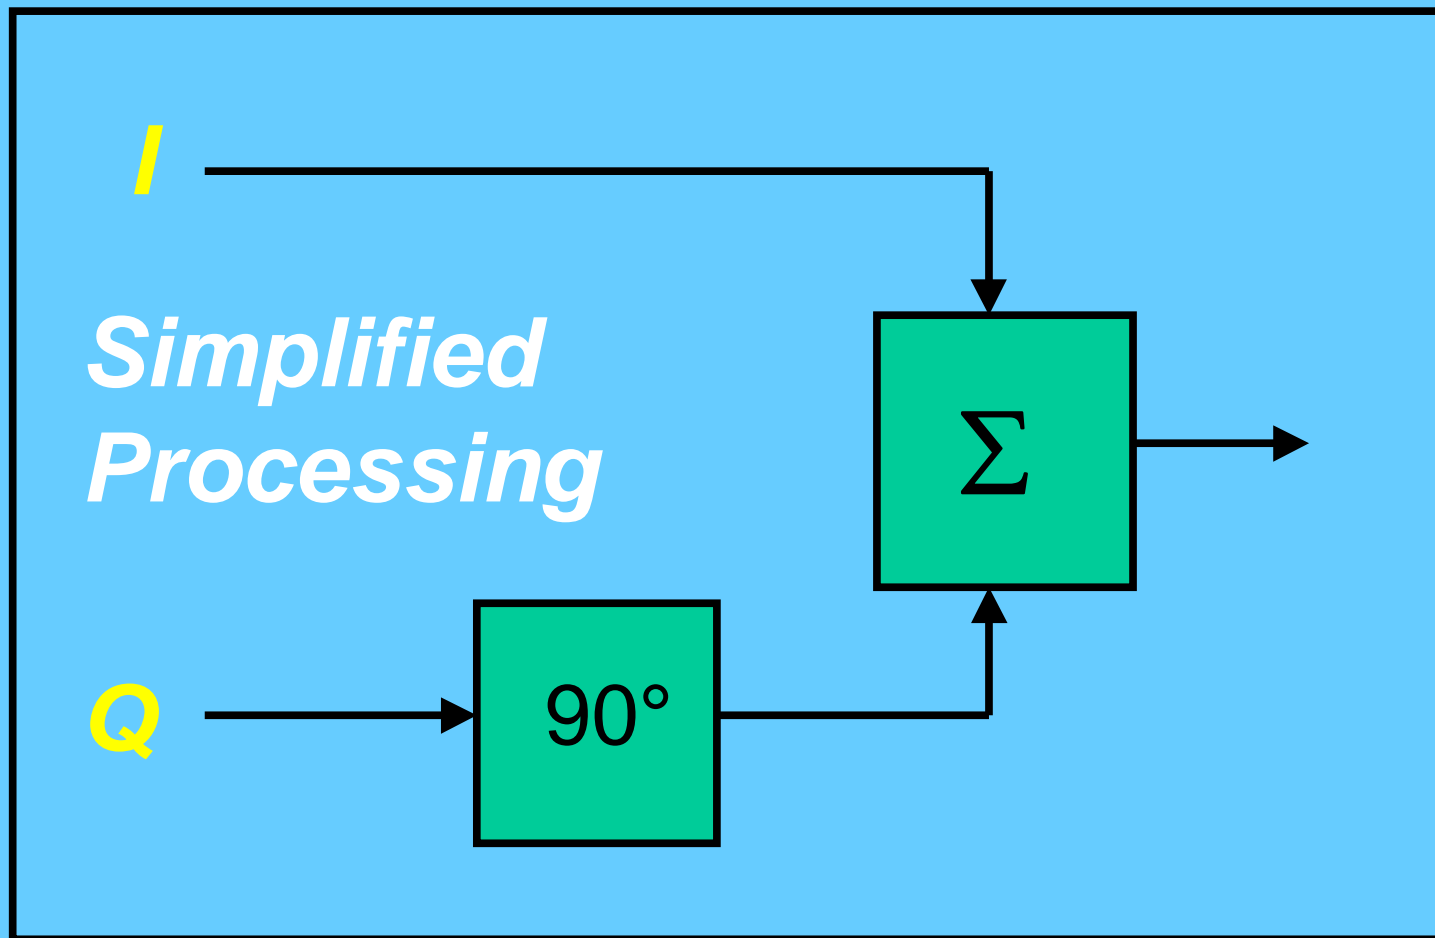 I
Simplified
Processing
Σ
Q
90°